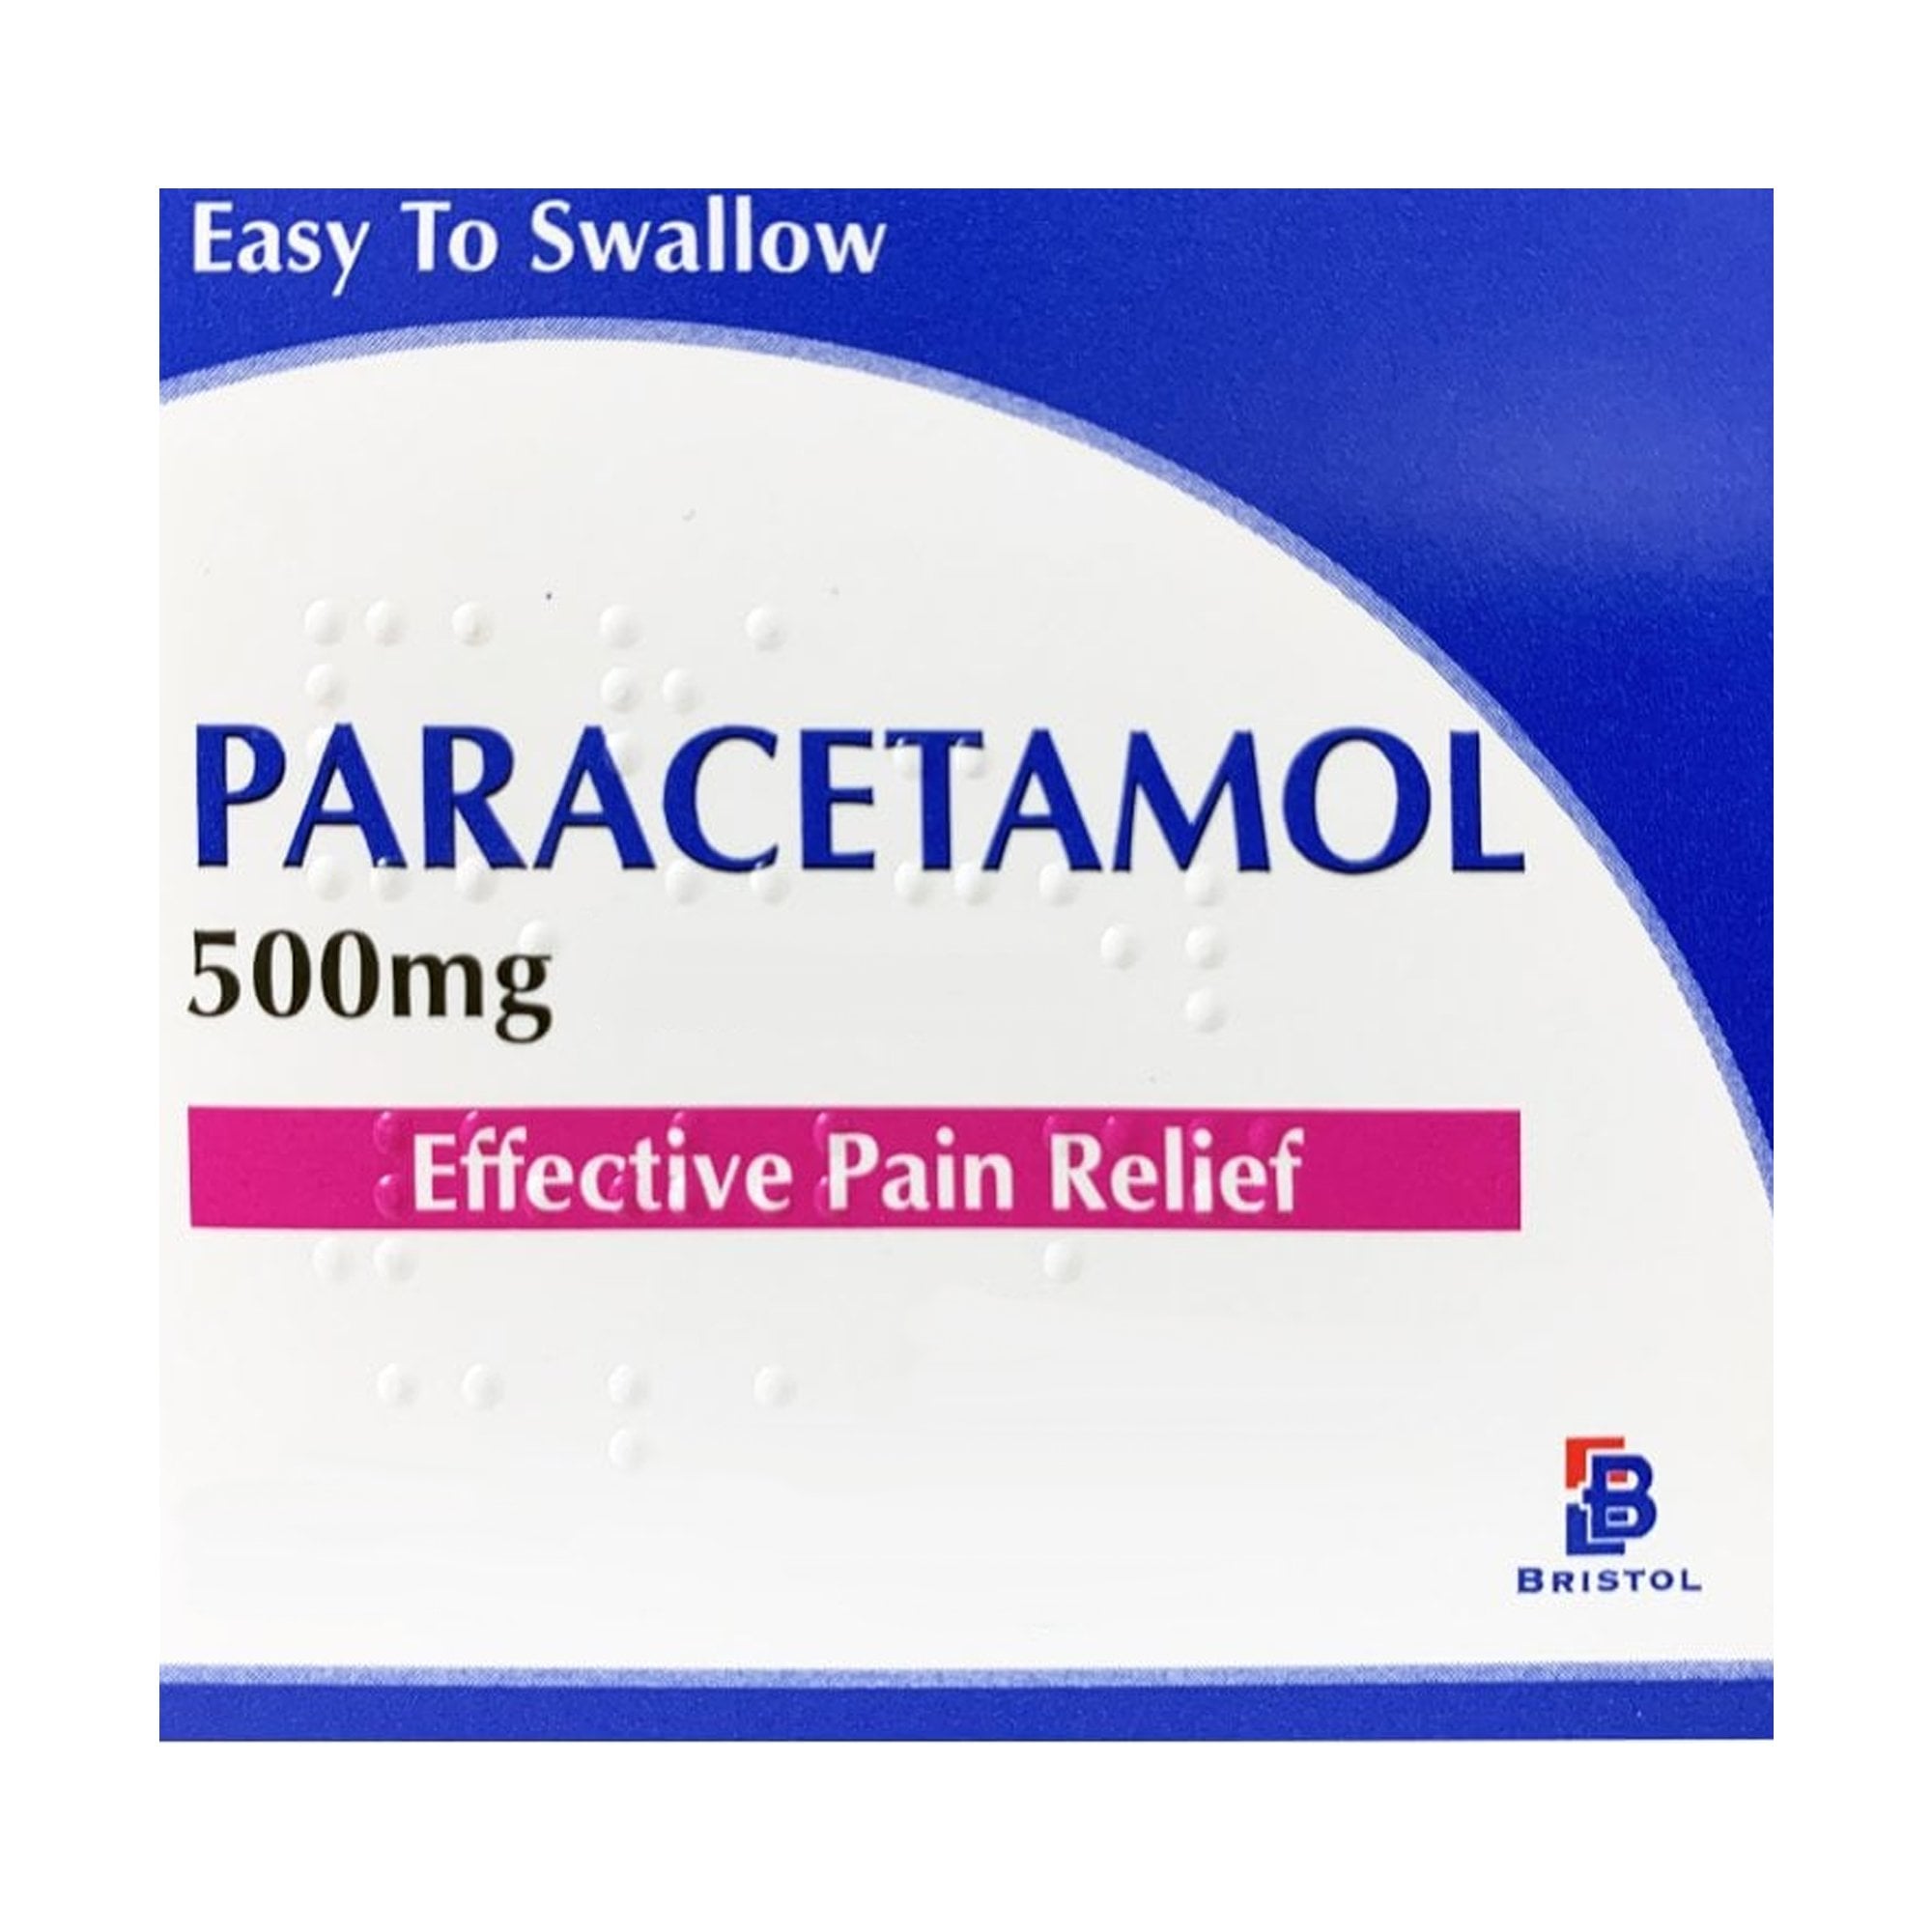 Easy To Swallow
PARACETAMOL
500mg
Effective Pain Relief
B
BRISTOL